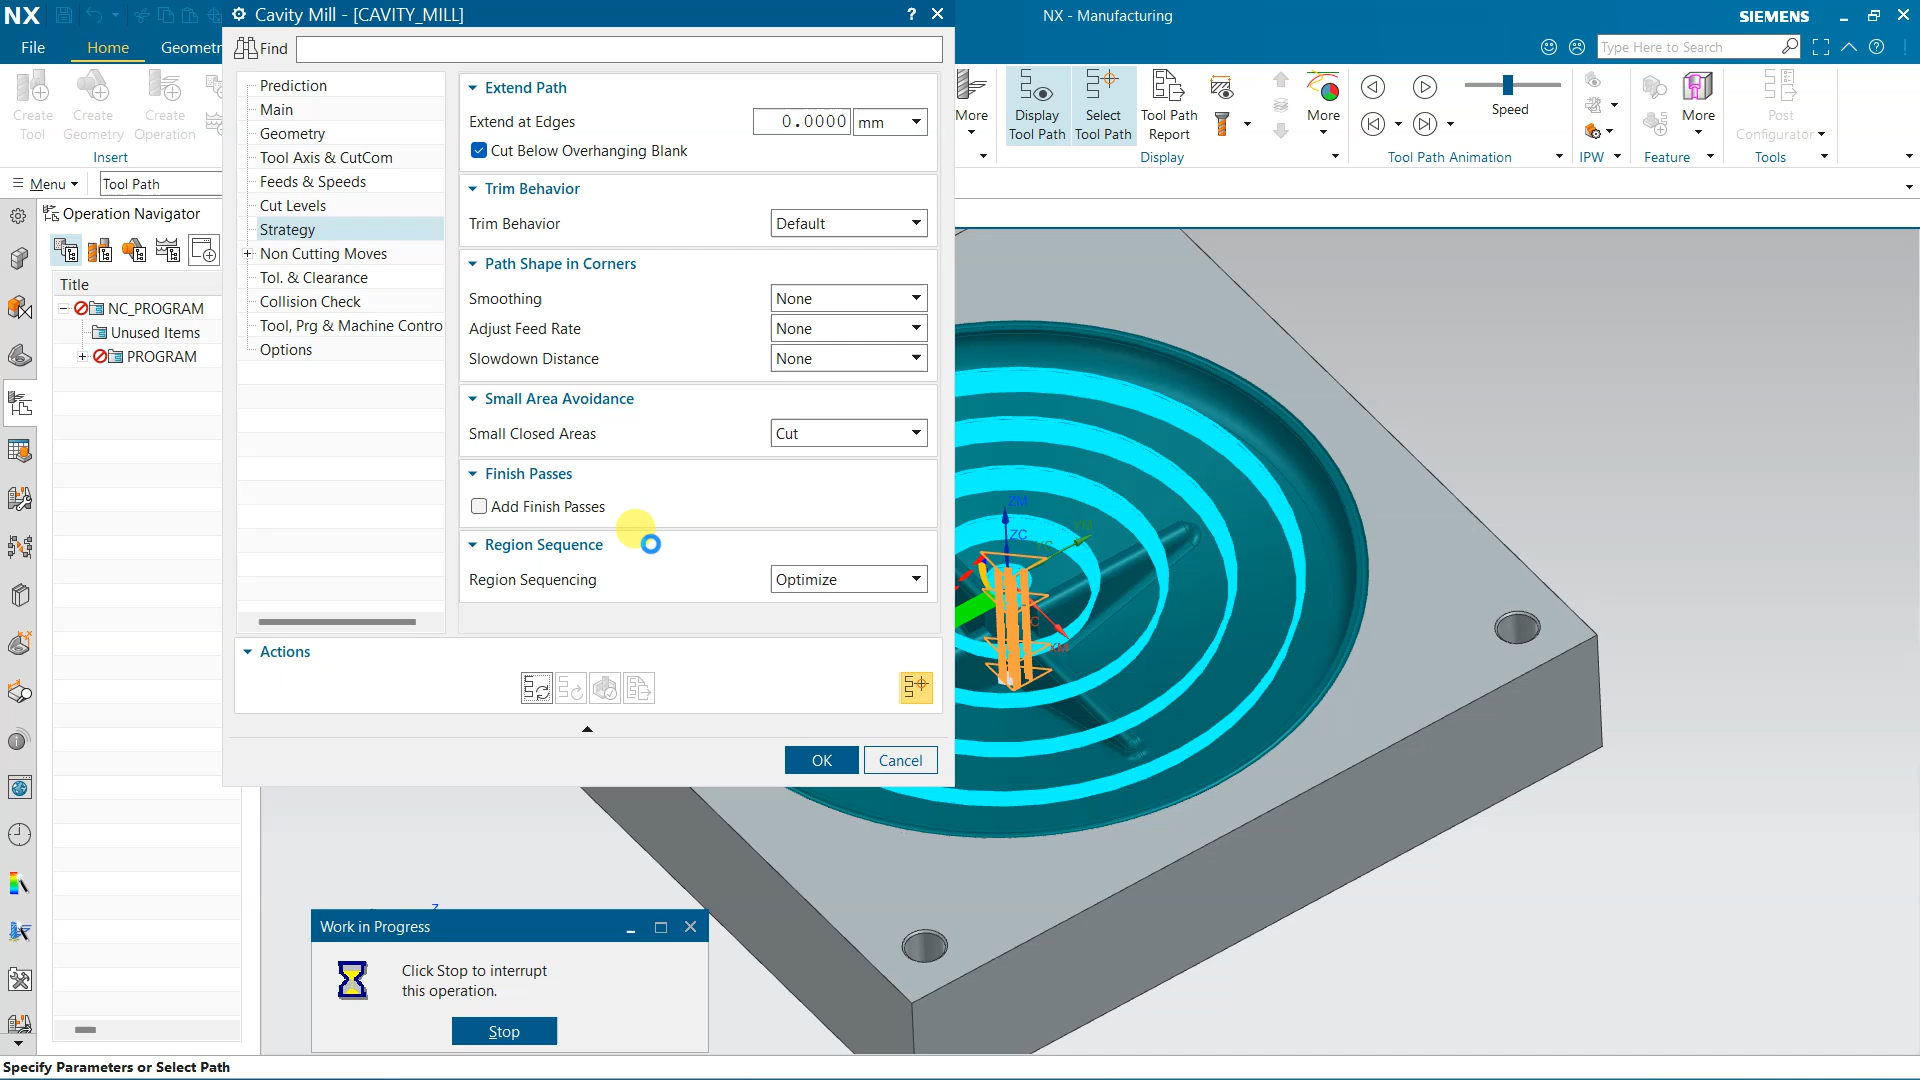 NX
Cavity Mill - [CAVITY_MILL]
NX - Manufacturing
SIEMENS
File
Home
Geometr
Find
Type Here to Search
Create Tool
Create Geometry
Create Operation
Insert
More
Display Tool Path
Select Tool Path
Tool Path Report
More
Display
Speed
Tool Path Animation
IPW
More
Feature
Post Configurator
Tools
Menu
Tool Path
Operation Navigator
Title
NC_PROGRAM
Unused Items
PROGRAM
Prediction
Main
Geometry
Tool Axis & CutCom
Feeds & Speeds
Cut Levels
Strategy
Non Cutting Moves
Tol. & Clearance
Collision Check
Tool, Prg & Machine Contro
Options
Extend Path
Extend at Edges 0.0000 mm
Cut Below Overhanging Blank
Trim Behavior
Trim Behavior Default
Path Shape in Corners
Smoothing None
Adjust Feed Rate None
Slowdown Distance None
Small Area Avoidance
Small Closed Areas Cut
Finish Passes
Add Finish Passes
Region Sequence
Region Sequencing Optimize
Actions
OK
Cancel
ZM
ZC
YM
YC
XM
Z
Work in Progress
Click Stop to interrupt
this operation.
Stop
Specify Parameters or Select Path